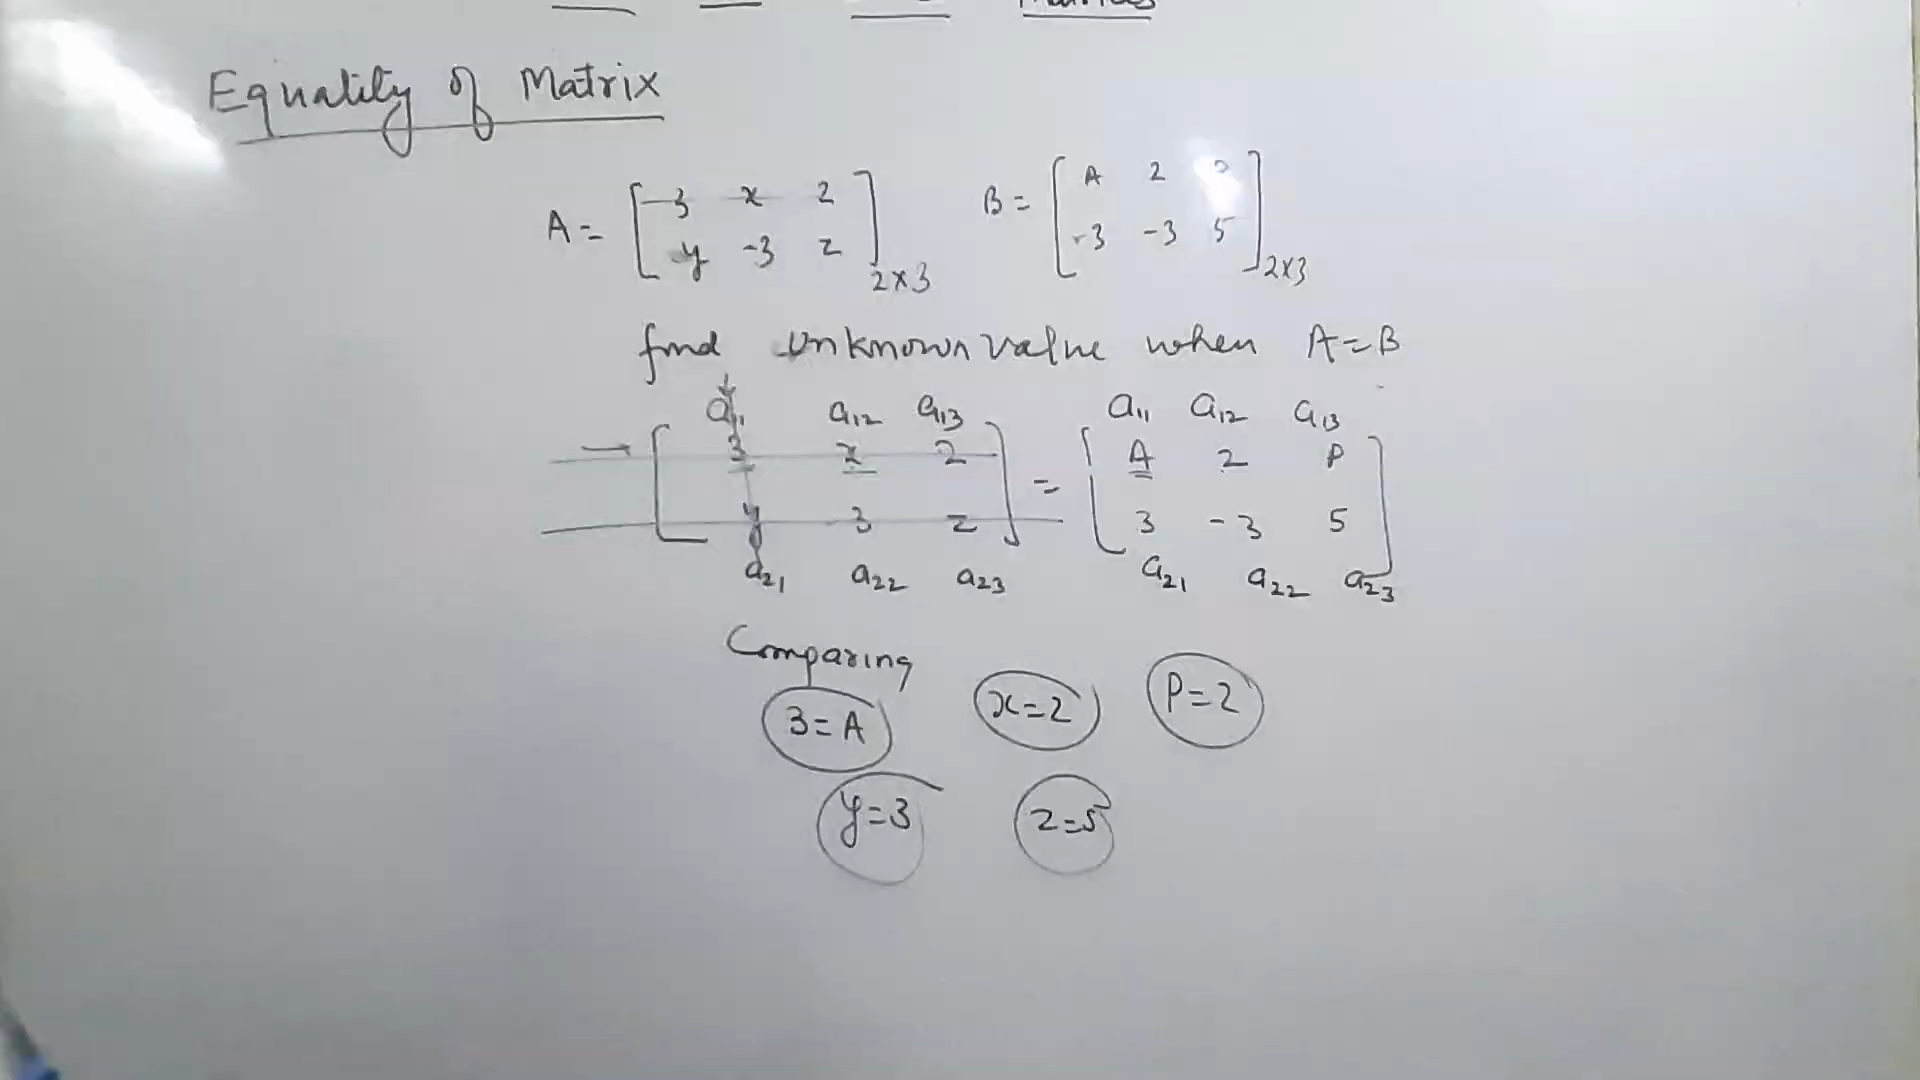 Equality of Matrix
A = [ 3 x 2 B = [ A 2
y -3 z ]2×3 -3 -3 5 ]2×3
find unknown value when A=B
a11 a12 a13 a11 a12 a13
[ 3 x 2 ] = [ A 2 P ]
y 3 z 3 -3 5
a21 a22 a23 a21 a22 a23
Comparing
3=A x=2 P=2
y=3 z=5